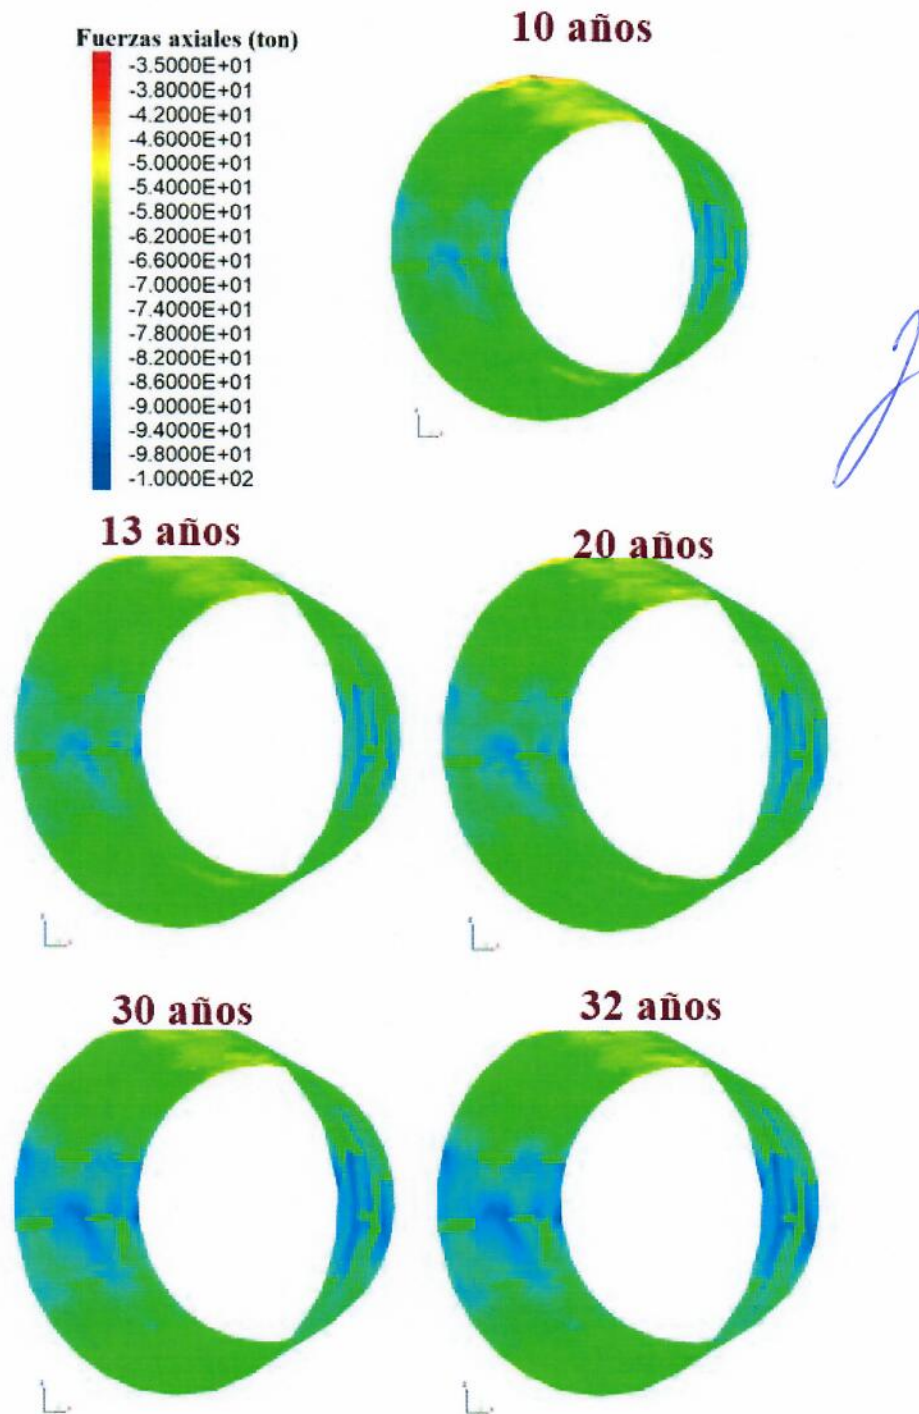 Fuerzas axiales (ton)
-3.5000E+01
-3.8000E+01
-4.2000E+01
-4.6000E+01
-5.0000E+01
-5.4000E+01
-5.8000E+01
-6.2000E+01
-6.6000E+01
-7.0000E+01
-7.4000E+01
-7.8000E+01
-8.2000E+01
-8.6000E+01
-9.0000E+01
-9.4000E+01
-9.8000E+01
-1.0000E+02
10 años
13 años
20 años
30 años
32 años